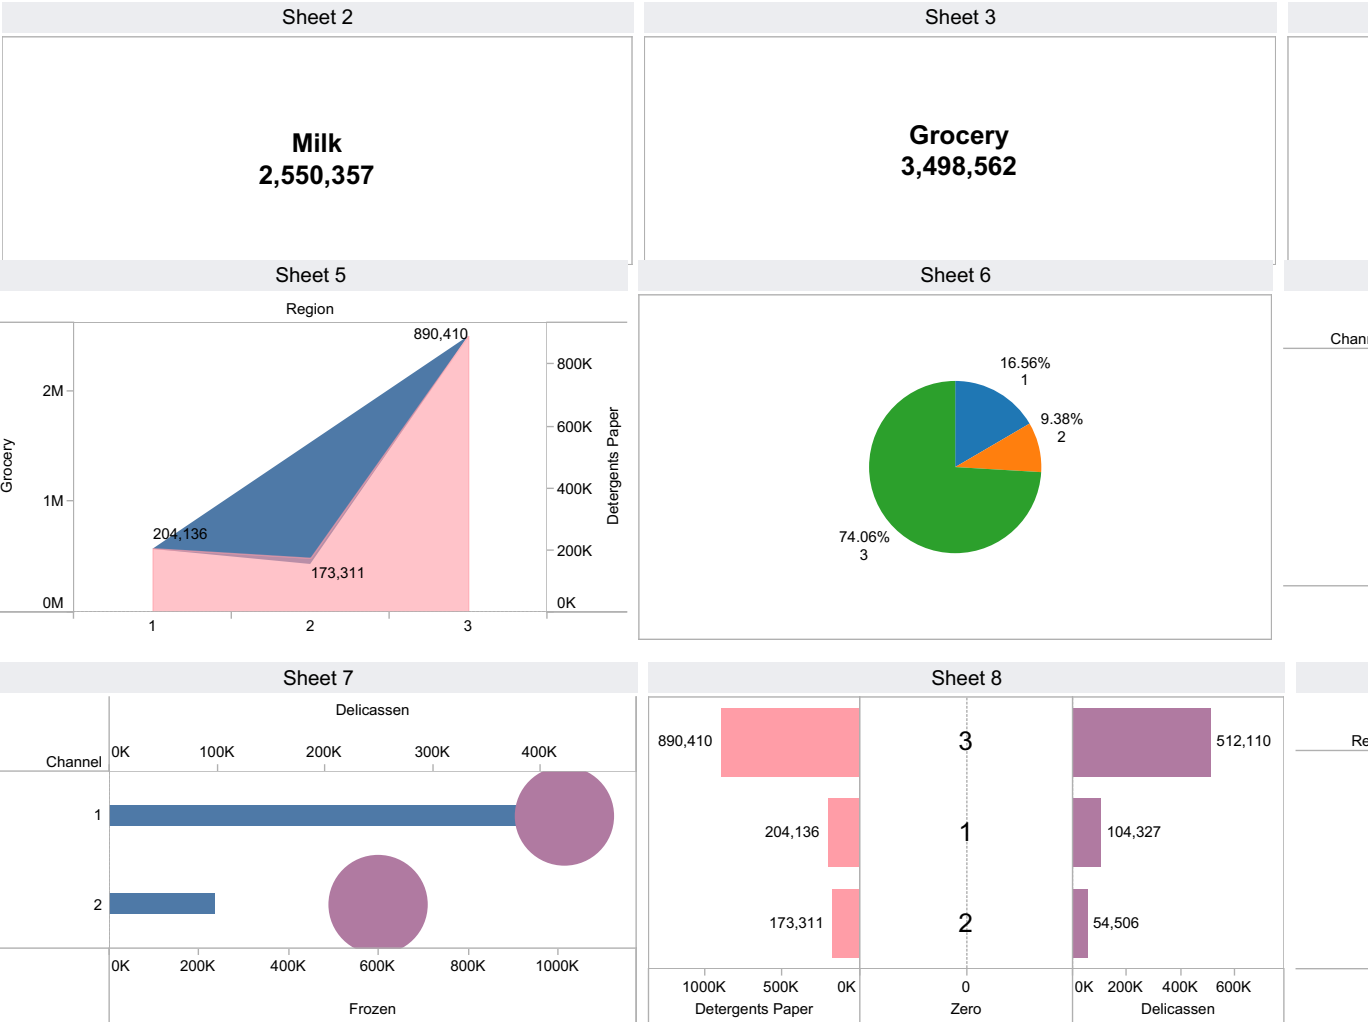 Sheet 2
Sheet 3
Milk
2,550,357
Grocery
3,498,562
Sheet 5
Sheet 6
Region
Grocery
2M
1M
0M
890,410
204,136
173,311
800K
600K
400K
200K
0K
Detergents Paper
1
2
3
16.56%
1
9.38%
2
74.06%
3
Chann
Sheet 7
Sheet 8
Delicassen
Channel
0K 100K 200K 300K 400K
1
2
0K 200K 400K 600K 800K 1000K
Frozen
890,410 3 512,110
204,136 1 104,327
173,311 2 54,506
1000K 500K 0K 0 0K 200K 400K 600K
Detergents Paper Zero Delicassen
Re